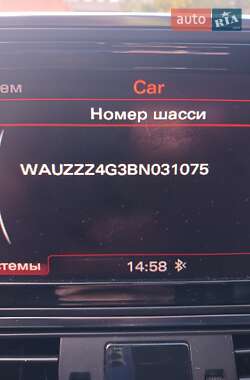 auto RIA
ем Car
Номер шасси
WAUZZZ4G3BN031075
стемы 14:58